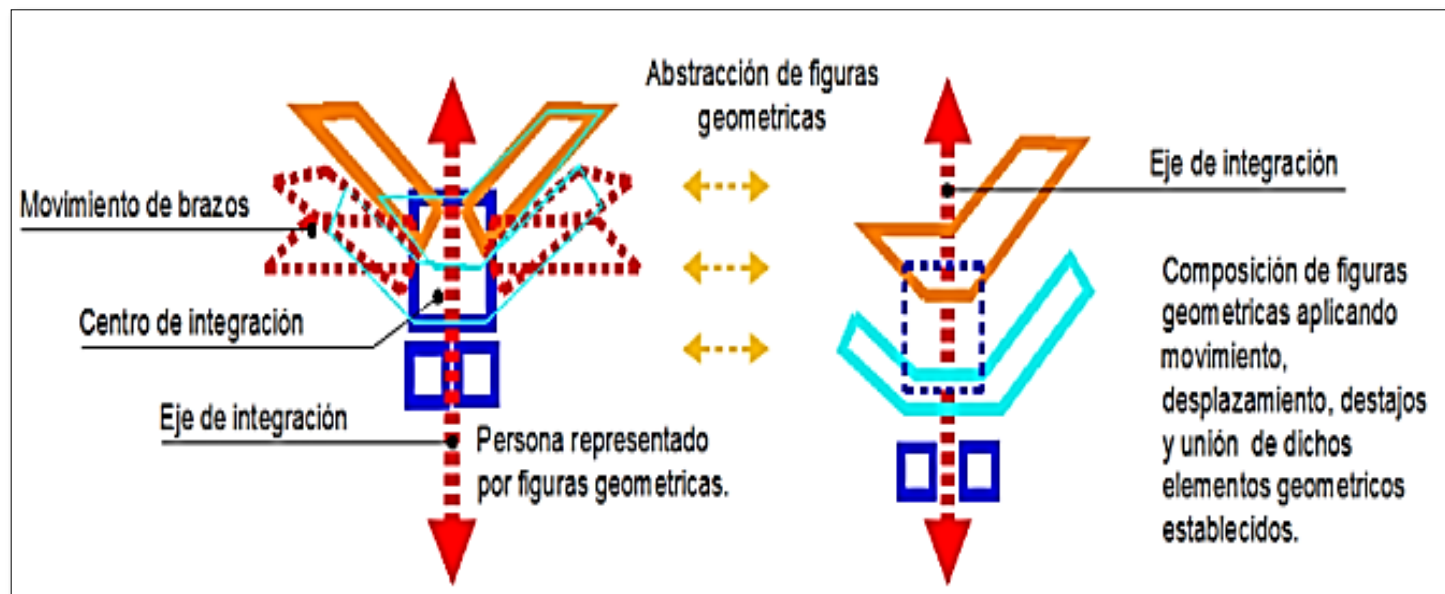 Abstracción de figuras
geometricas
Movimiento de brazos
Centro de integración
Eje de integración
Persona representado
por figuras geometricas.
Eje de integración
Composición de figuras
geometricas aplicando
movimiento,
desplazamiento, destajos
y unión de dichos
elementos geometricos
establecidos.